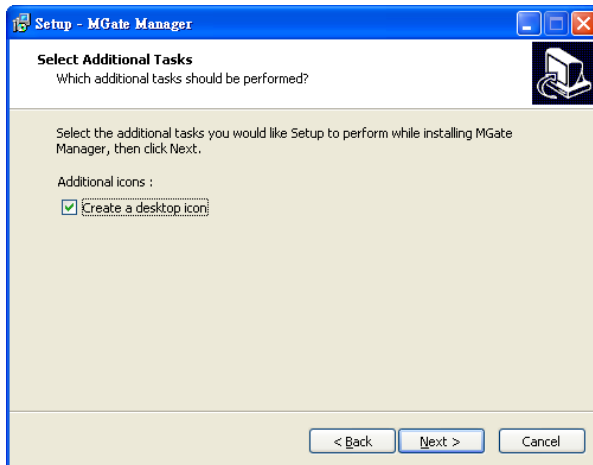 Setup - MGate Manager
Select Additional Tasks
Which additional tasks should be performed?
Select the additional tasks you would like Setup to perform while installing MGate
Manager, then click Next.
Additional icons :
Create a desktop icon
< Back
Next >
Cancel